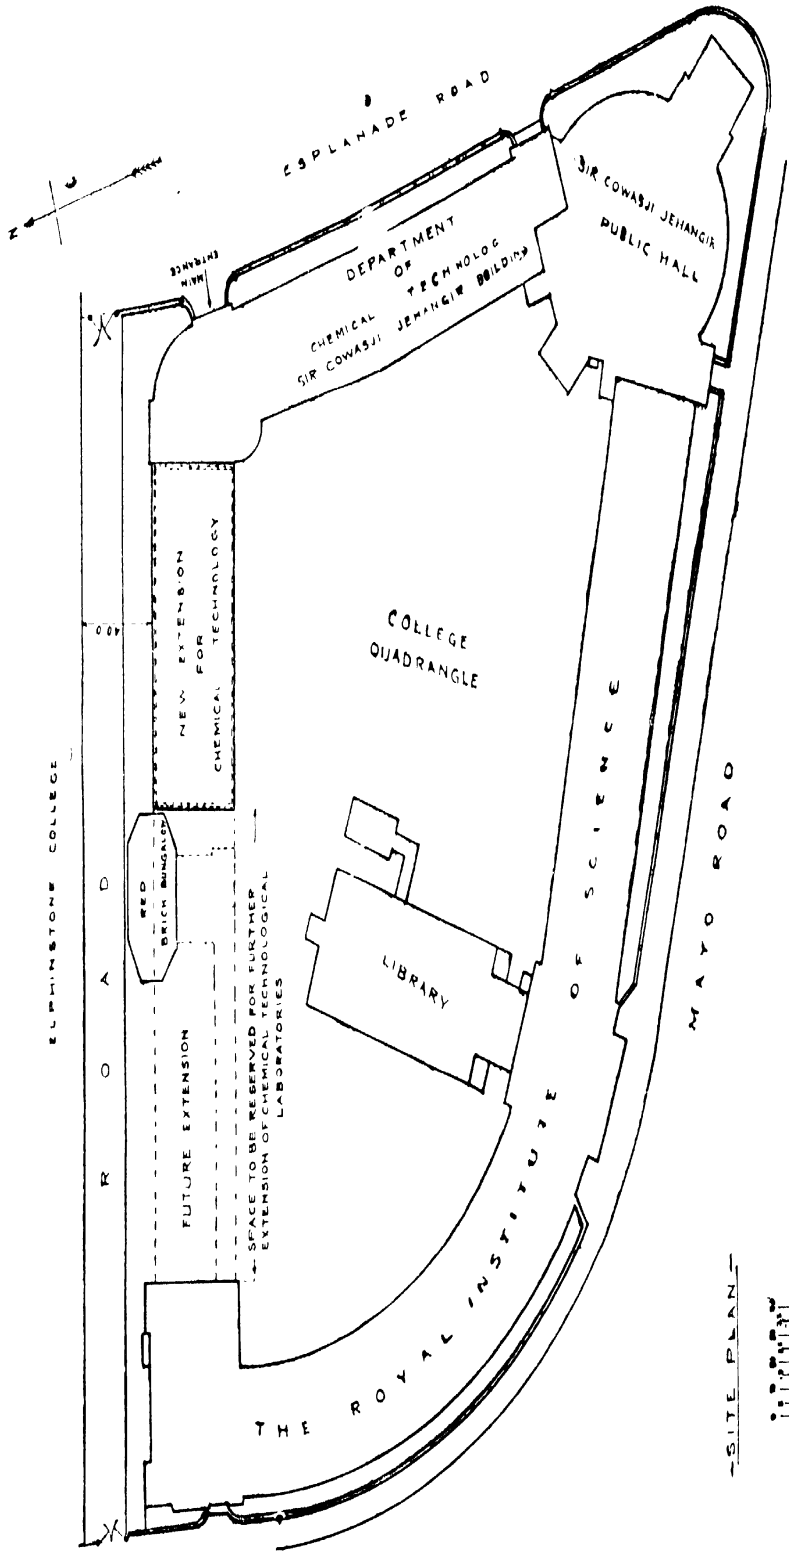 ESPLANADE ROAD
N
MAIN
ENTRANCE
DEPARTMENT
OF
CHEMICAL TECHNOLOG
SIR COWASJI JEHANGIR BUILDING
SIR COWASJI JEHANGIR
PUBLIC HALL
NEW EXTENSION
FOR
CHEMICAL TECHNOLOGY
COLLEGE
QUADRANGLE
ELPHINSTONE COLLEGE
ROAD
RED
BRICK BUNGALOW
FUTURE EXTENSION
SPACE TO BE RESERVED FOR FURTHER
EXTENSION OF CHEMICAL TECHNOLOGICAL
LABORATORIES
LIBRARY
THE ROYAL INSTITUTE OF SCIENCE
MAYO ROAD
-SITE PLAN-